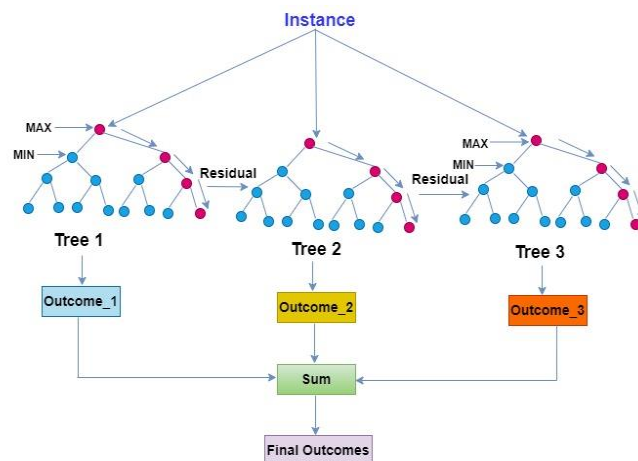 Instance
MAX
MIN
Residual
MAX
MIN
Residual
Tree 1
Tree 2
Tree 3
Outcome_1
Outcome_2
Outcome_3
Sum
Final Outcomes